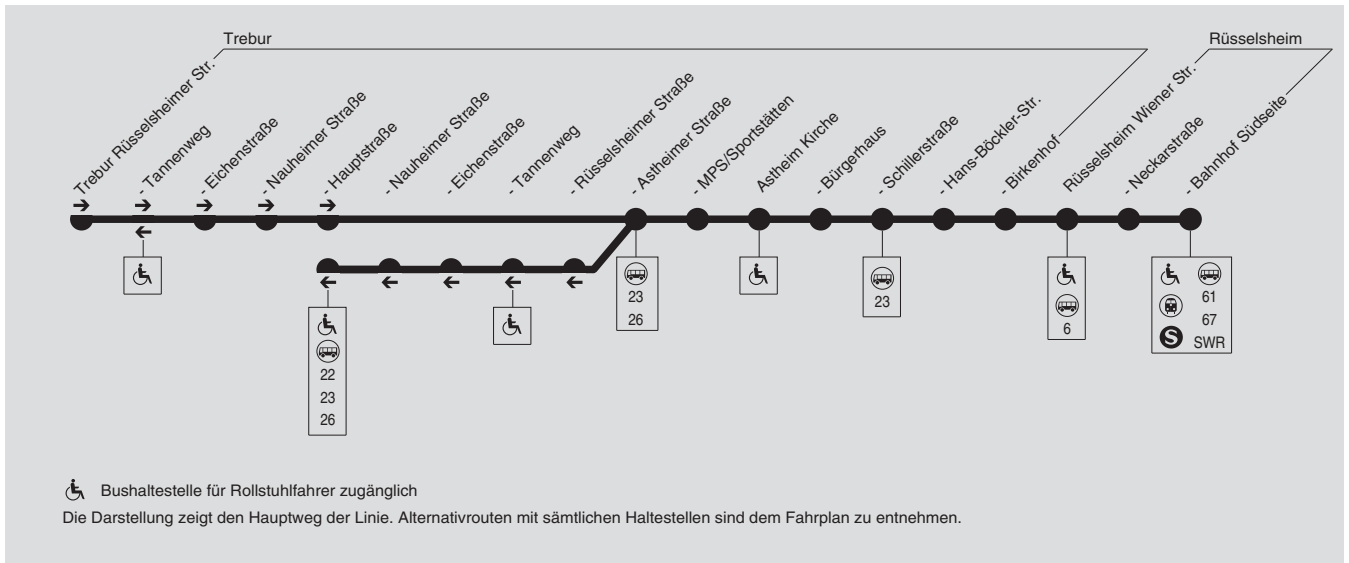 Trebur
Rüsselsheim
Trebur Rüsselsheimer Str.
- Tannenweg
- Eichenstraße
- Nauheimer Straße
- Hauptstraße
- Nauheimer Straße
- Eichenstraße
- Tannenweg
- Rüsselsheimer Straße
- Astheimer Straße
- MPS/Sportstätten
Astheim Kirche
- Bürgerhaus
- Schillerstraße
- Hans-Böckler-Str.
- Birkenhof
Rüsselsheim Wiener Str.
- Neckarstraße
- Bahnhof Südseite
22
23
26
23
26
23
6
61
67
S SWR
Bushaltestelle für Rollstuhlfahrer zugänglich
Die Darstellung zeigt den Hauptweg der Linie. Alternativrouten mit sämtlichen Haltestellen sind dem Fahrplan zu entnehmen.